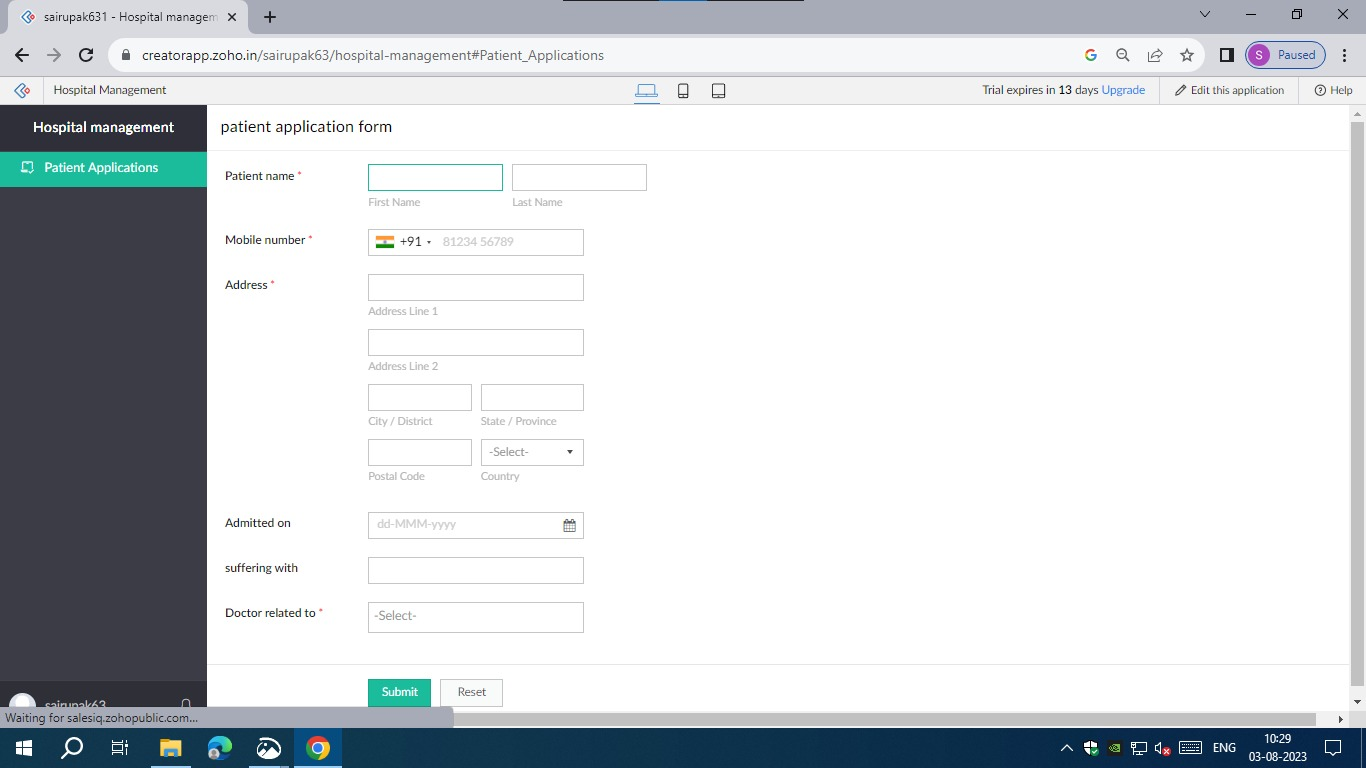 sairupak631 - Hospital managem
creatorapp.zoho.in/sairupak63/hospital-management#Patient_Applications
S Paused
Hospital Management
Trial expires in 13 days Upgrade
Edit this application
Help
Hospital management
patient application form
Patient Applications
Patient name *
First Name Last Name
Mobile number *
+91 81234 56789
Address *
Address Line 1
Address Line 2
City / District State / Province
-Select-
Postal Code Country
Admitted on
dd-MMM-yyyy
suffering with
Doctor related to *
-Select-
Submit Reset
sairupak63
Waiting for salesiq.zohopublic.com...
ENG
10:29
03-08-2023